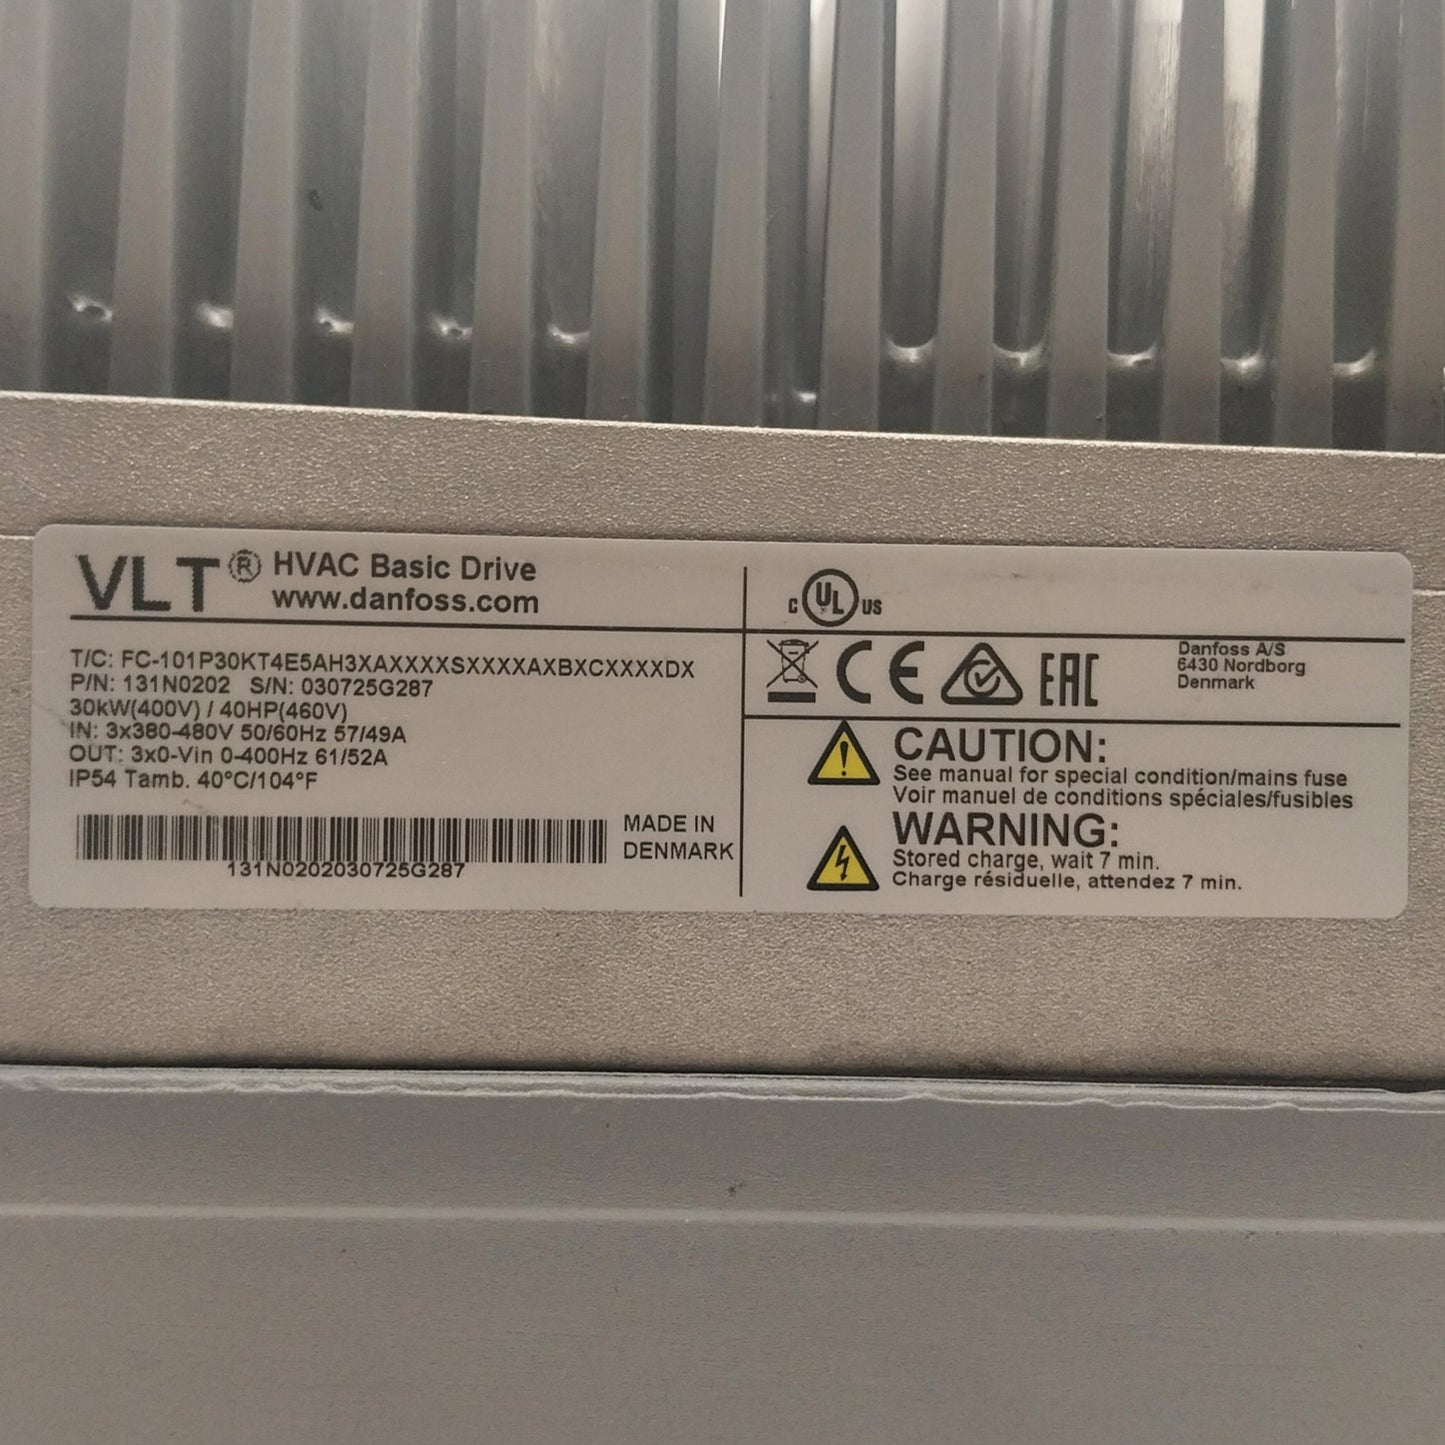 VLT® HVAC Basic Drive
www.danfoss.com
T/C: FC-101P30KT4E5AH3XAXXXXSXXXXAXBXCXXXXDX
P/N: 131N0202 S/N: 030725G287
30kW(400V) / 40HP(460V)
IN: 3x380-480V 50/60Hz 57/49A
OUT: 3x0-Vin 0-400Hz 61/52A
IP54 Tamb. 40°C/104°F
MADE IN
DENMARK
131N0202030725G287
C UL US
CE EAC
Danfoss A/S
6430 Nordborg
Denmark
CAUTION:
See manual for special condition/mains fuse
Voir manuel de conditions spéciales/fusibles
WARNING:
Stored charge, wait 7 min.
Charge résiduelle, attendez 7 min.